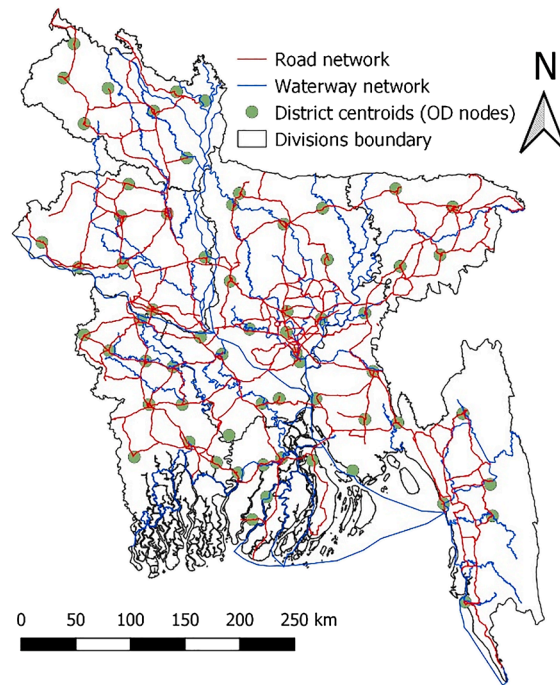 Road network
Waterway network
District centroids (OD nodes)
Divisions boundary
N
0 50 100 150 200 250 km